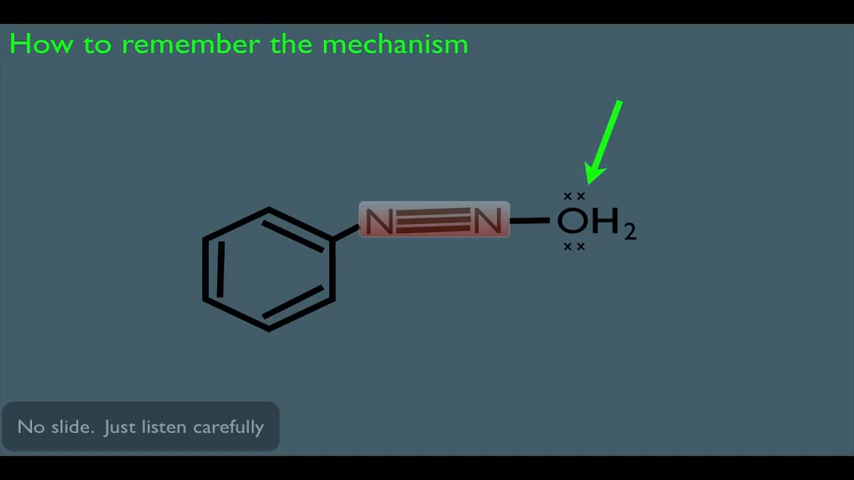 How to remember the mechanism
N≡N-OH₂
No slide. Just listen carefully